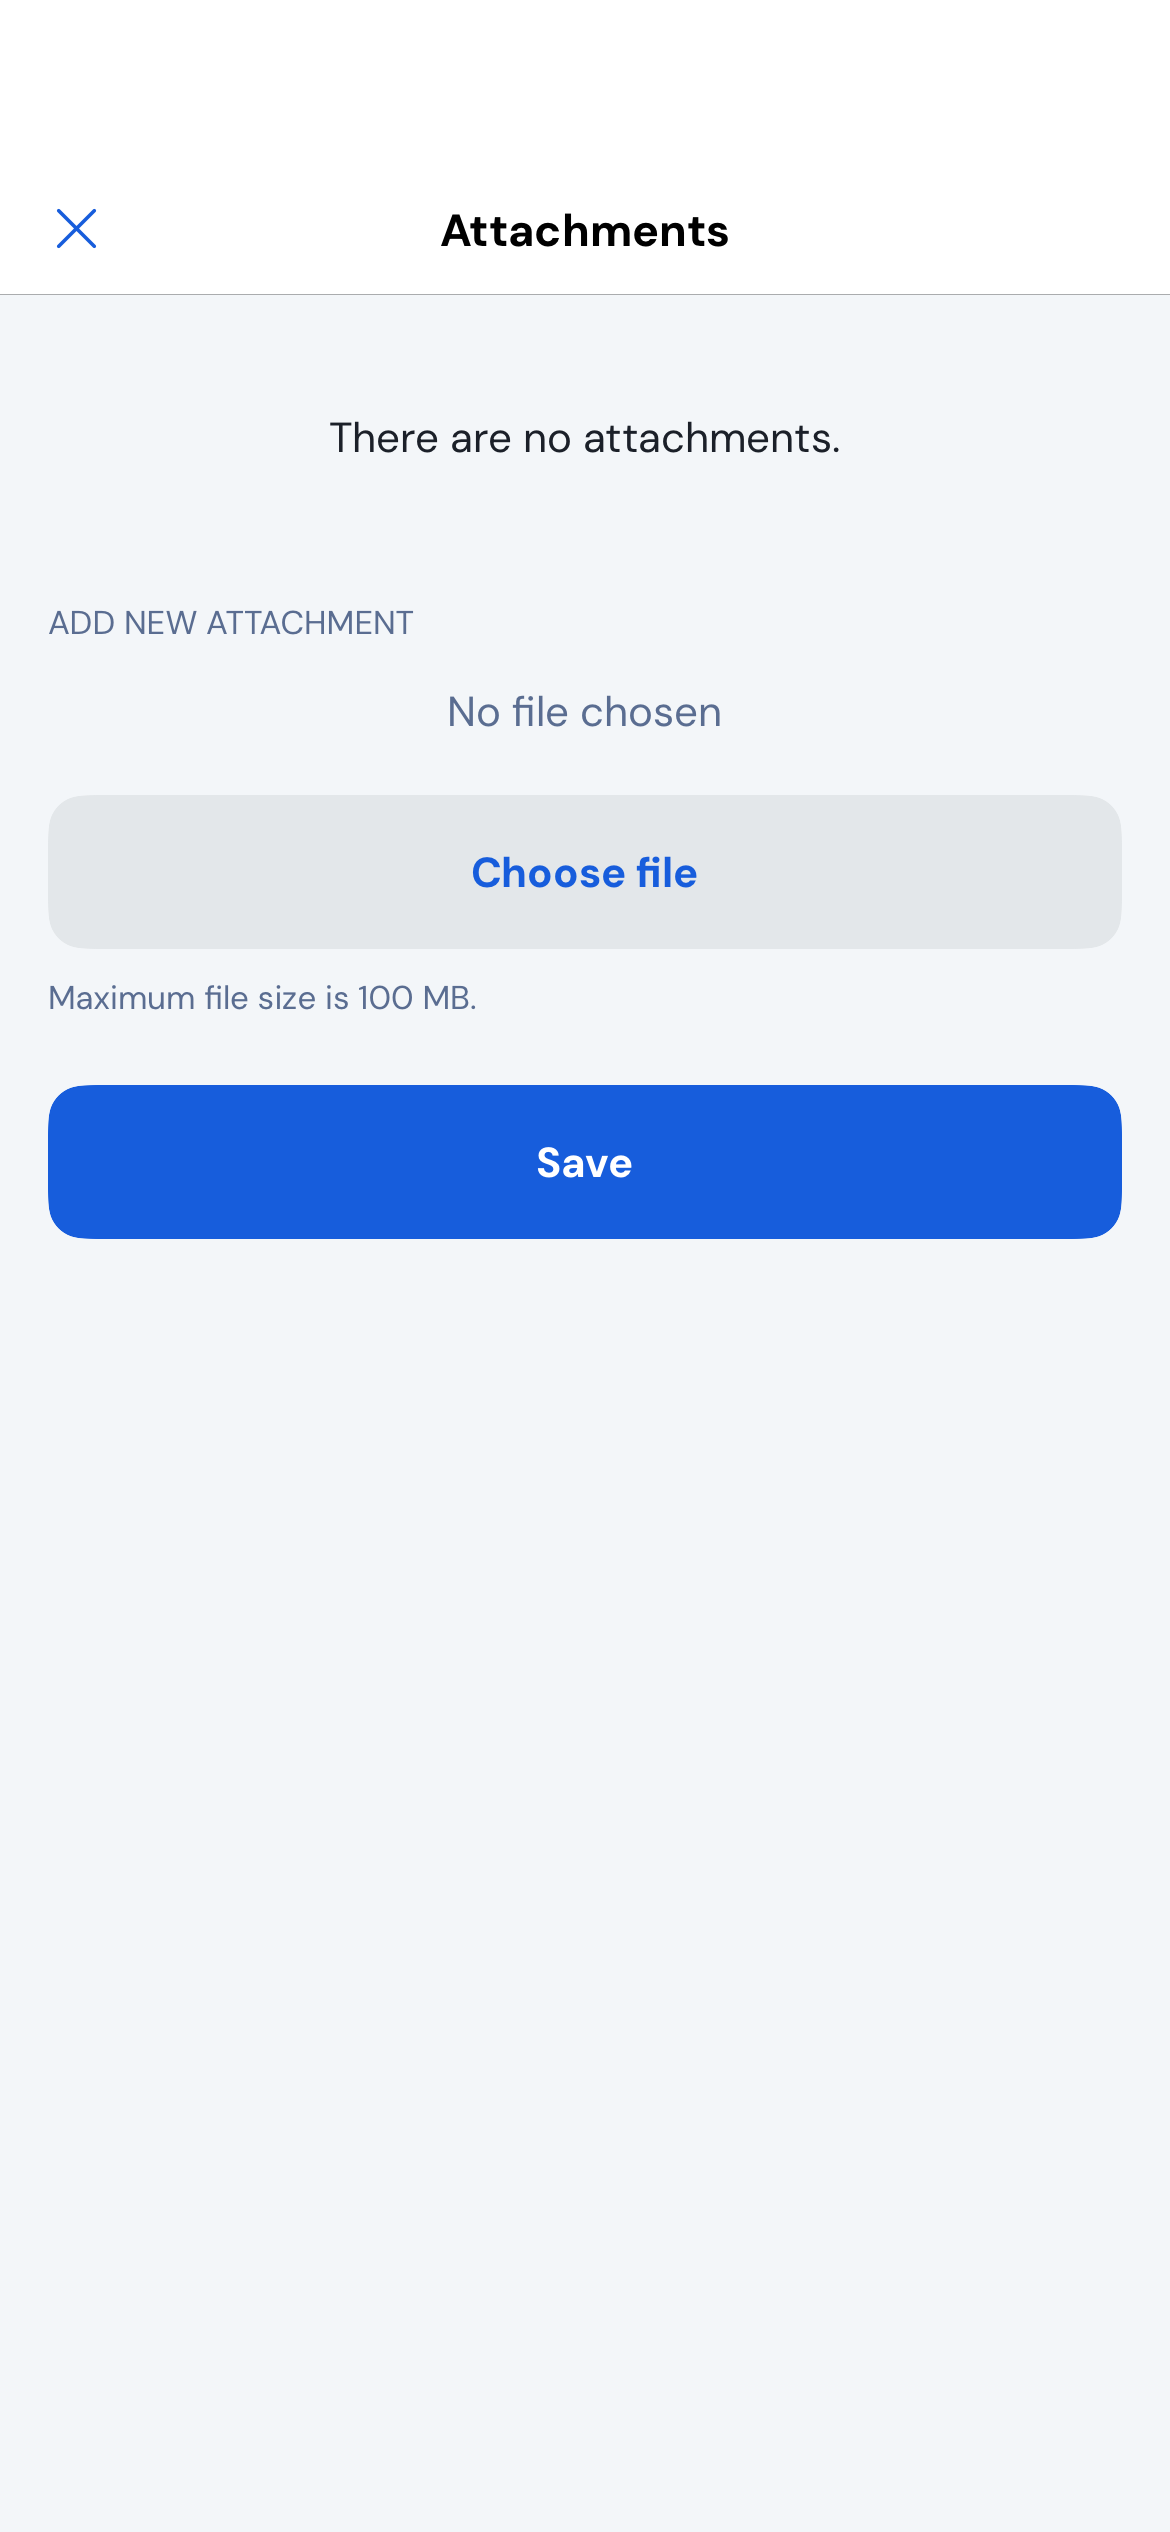 Attachments
There are no attachments.
ADD NEW ATTACHMENT
No file chosen
Choose file
Maximum file size is 100 MB.
Save